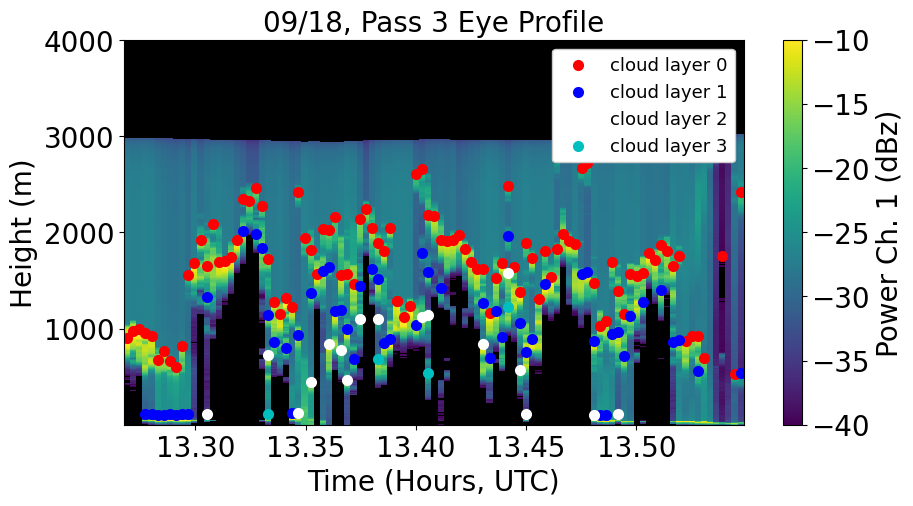 09/18, Pass 3 Eye Profile
4000
3000
2000
1000
Height (m)
cloud layer 0
cloud layer 1
cloud layer 2
cloud layer 3
13.30
13.35
13.40
13.45
13.50
Time (Hours, UTC)
−10
−15
−20
−25
−30
−35
−40
Power Ch. 1 (dBz)